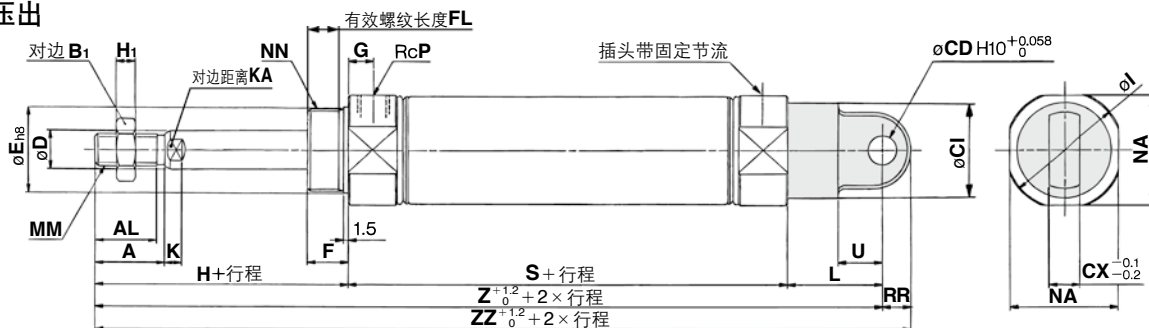 压出
有效螺纹长度FL
对边 B1
H1
NN
G
RcP
插头带固定节流
øCD H10 +0.058 0
对边距离KA
øI
øEh8
øD
øCI
NA
MM
AL
A
K
F
1.5
U
H+行程
S+行程
L
CX -0.1 -0.2
Z +1.2 0 +2×行程
RR
NA
ZZ +1.2 0 +2×行程